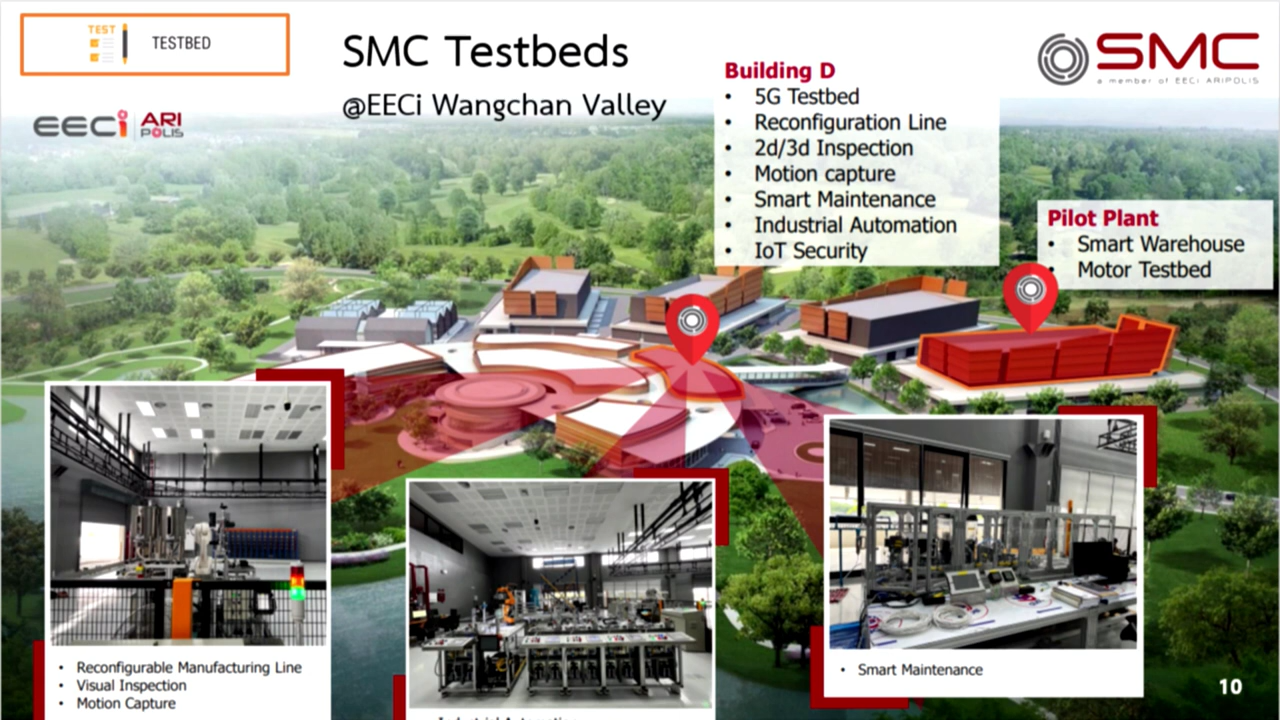 TEST
TESTBED
SMC Testbeds
@EECi Wangchan Valley
SMC
a member of EECi ARIPOLIS
EECi
ARI
POLIS
Building D
• 5G Testbed
• Reconfiguration Line
• 2d/3d Inspection
• Motion capture
• Smart Maintenance
• Industrial Automation
• IoT Security
Pilot Plant
• Smart Warehouse
• Motor Testbed
• Reconfigurable Manufacturing Line
• Visual Inspection
• Motion Capture
• Smart Maintenance
10